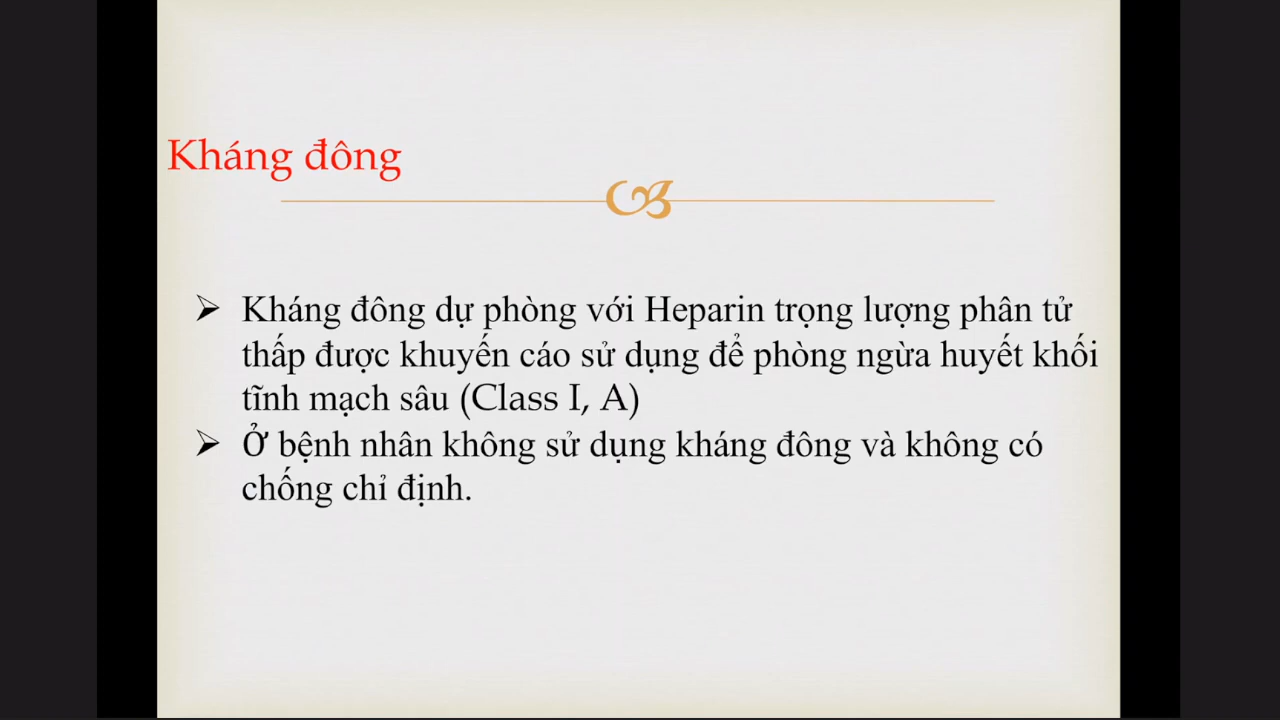 Kháng đông
Kháng đông dự phòng với Heparin trọng lượng phân tử
thấp được khuyến cáo sử dụng để phòng ngừa huyết khối
tĩnh mạch sâu (Class I, A)
Ở bệnh nhân không sử dụng kháng đông và không có
chống chỉ định.